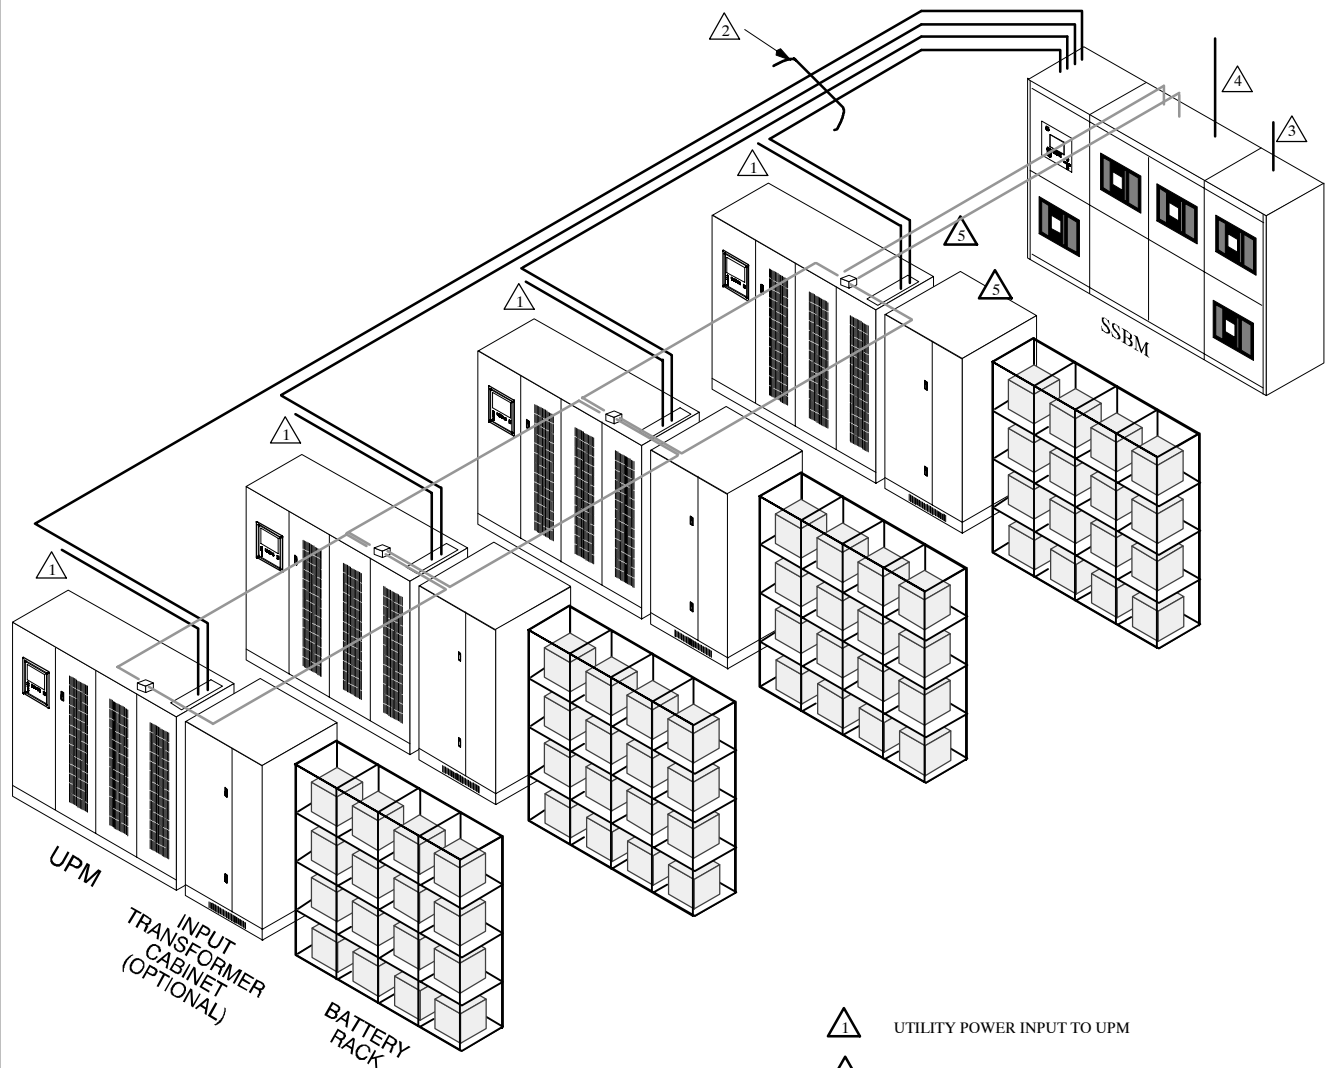 2
4
3
1
5
5
SSBM
1
1
1
UPM
INPUT
TRANSFORMER
CABINET
(OPTIONAL)
BATTERY
RACK
1 UTILITY POWER INPUT TO UPM